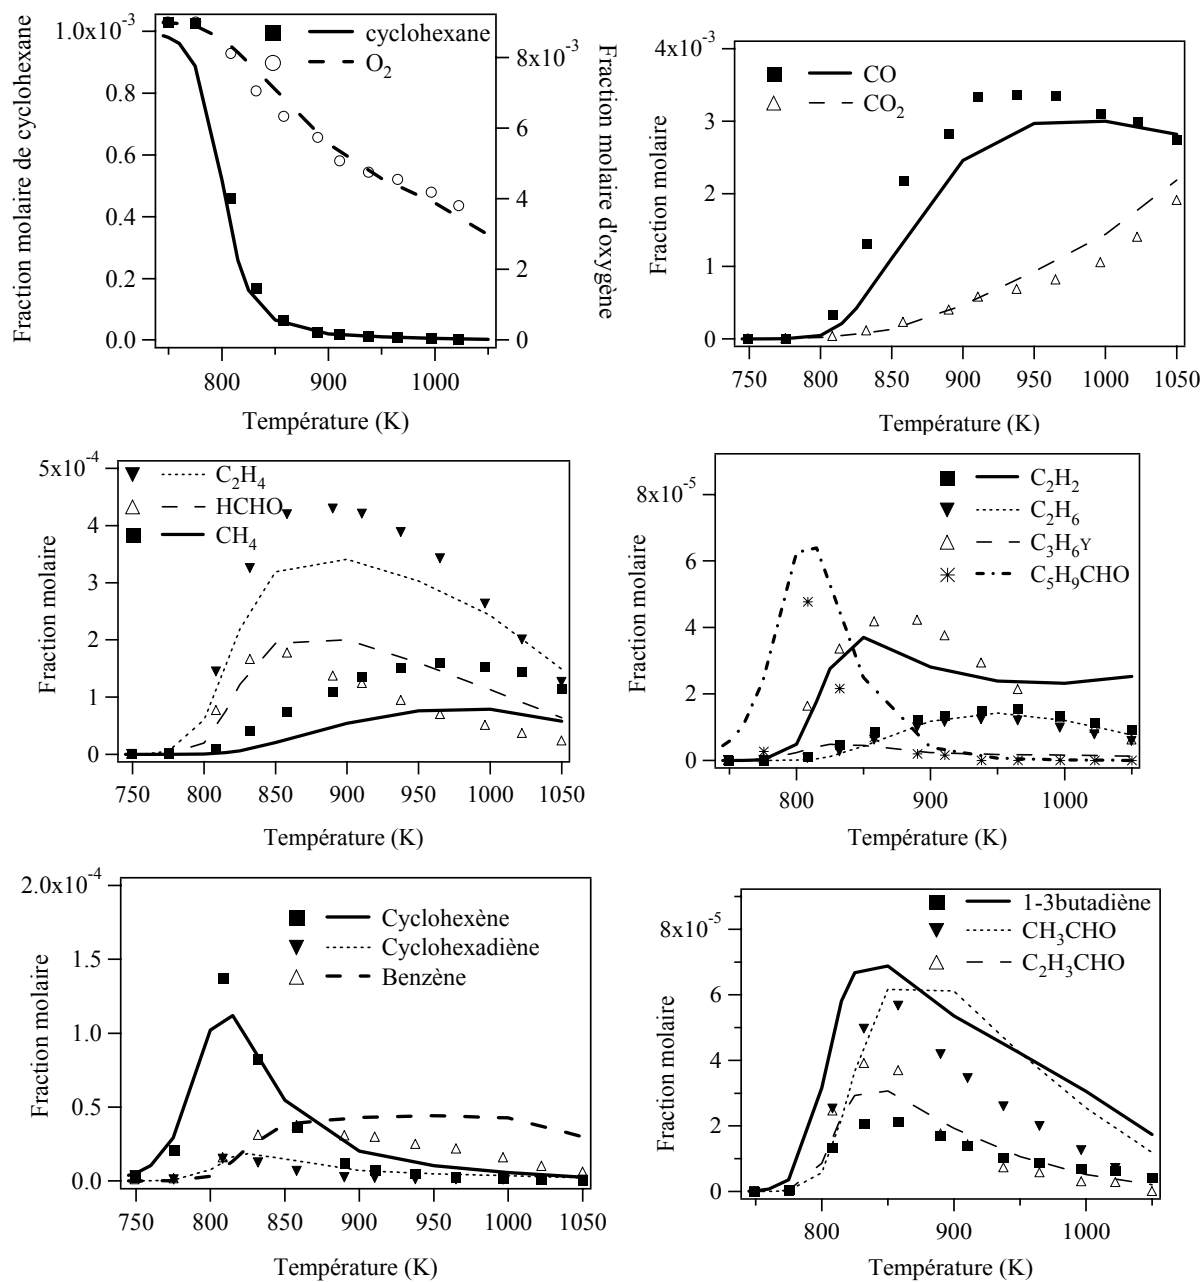 1.0x10-3
0.8
0.6
0.4
0.2
0.0
Fraction molaire de cyclohexane
cyclohexane
O2
8x10-3
6
4
2
0
Fraction molaire d'oxygène
800
900
1000
Température (K)
4x10-3
3
2
1
0
Fraction molaire
CO
CO2
750
800
850
900
950
1000
1050
Température (K)
5x10-4
4
3
2
1
0
Fraction molaire
C2H4
HCHO
CH4
750
800
850
900
950
1000
1050
Température (K)
8x10-5
6
4
2
0
Fraction molaire
C2H2
C2H6
C3H6Y
C5H9CHO
800
900
1000
Température (K)
2.0x10-4
1.5
1.0
0.5
0.0
Fraction molaire
Cyclohexène
Cyclohexadiène
Benzène
750
800
850
900
950
1000
1050
Température (K)
8x10-5
6
4
2
0
Fraction molaire
1-3butadiène
CH3CHO
C2H3CHO
800
900
1000
Température (K)